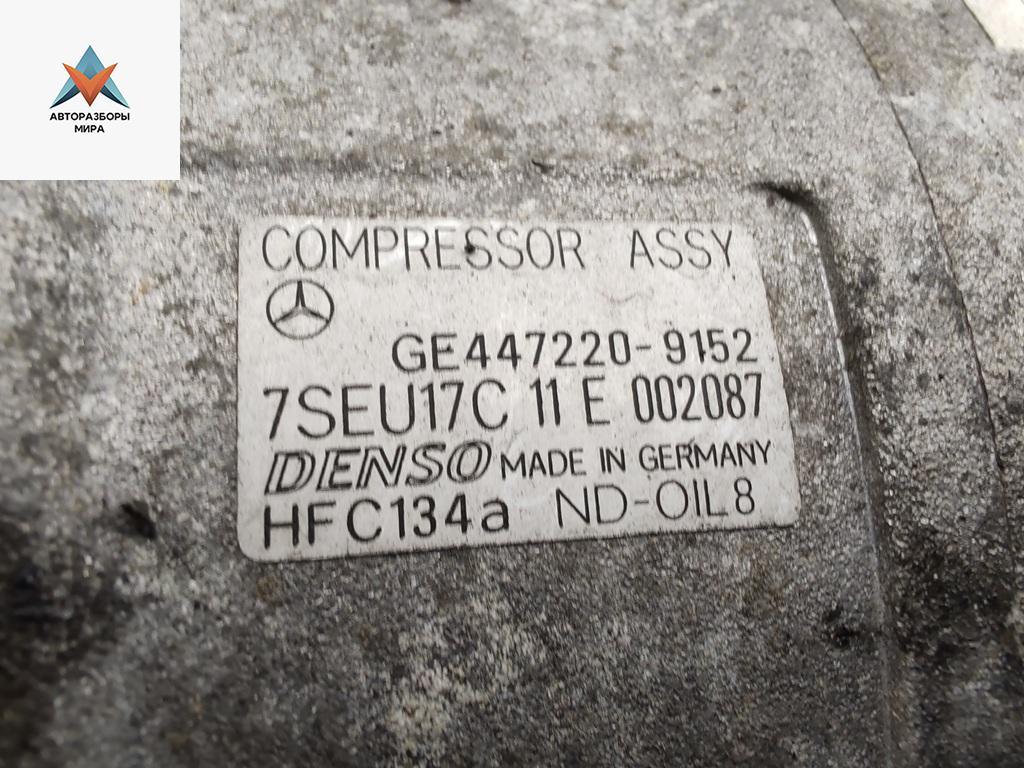 АВТОРАЗБОРЫ
МИРА
COMPRESSOR ASSY
GE447220-9152
7SEU17C 11 E 002087
DENSO MADE IN GERMANY
HFC134a ND-OIL8